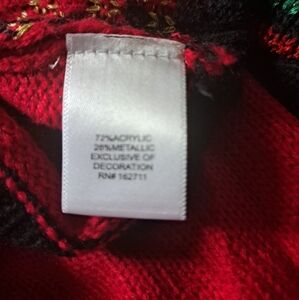 72%ACRYLIC
28%METALLIC
EXCLUSIVE OF
DECORATION
RN# 162711